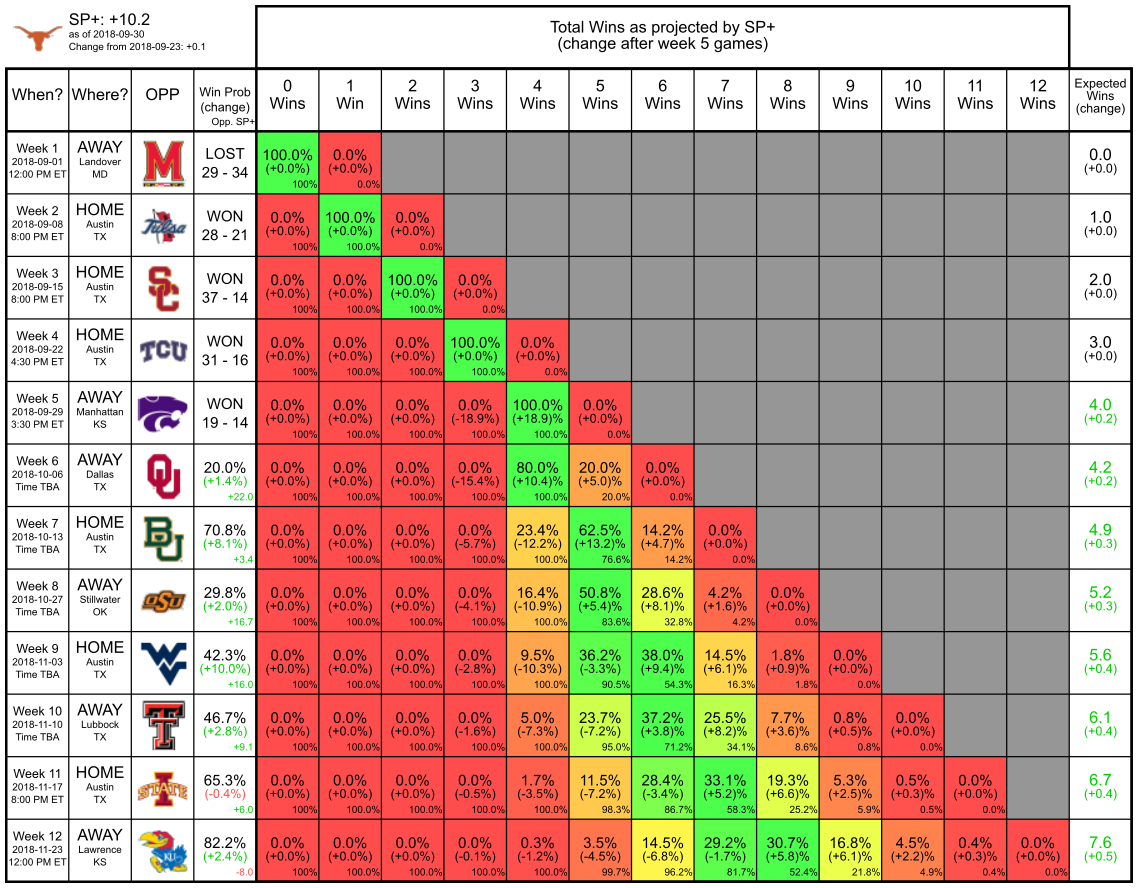 SP+: +10.2
as of 2018-09-30
Change from 2018-09-23: +0.1
Total Wins as projected by SP+
(change after week 5 games)
When? Where? OPP Win Prob (change) Opp. SP+ 0 Wins 1 Win 2 Wins 3 Wins 4 Wins 5 Wins 6 Wins 7 Wins 8 Wins 9 Wins 10 Wins 11 Wins 12 Wins Expected Wins (change)
Week 1 AWAY LOST
2018-09-01 Landover 29 - 34 100.0% 0.0% 0.0
12:00 PM ET MD M (+0.0%) (+0.0%) (+0.0)
100% 0.0%
Week 2 HOME WON
2018-09-08 Austin 28 - 21 0.0% 100.0% 0.0% 1.0
8:00 PM ET TX Tulsa (+0.0%) (+0.0%) (+0.0%) (+0.0)
100% 100.0% 0.0%
Week 3 HOME WON
2018-09-15 Austin 37 - 14 0.0% 0.0% 100.0% 0.0% 2.0
8:00 PM ET TX SC (+0.0%) (+0.0%) (+0.0%) (+0.0%) (+0.0)
100% 100.0% 100.0% 0.0%
Week 4 HOME WON
2018-09-22 Austin 31 - 16 0.0% 0.0% 0.0% 100.0% 0.0% 3.0
4:30 PM ET TX TCU (+0.0%) (+0.0%) (+0.0%) (+0.0%) (+0.0%) (+0.0)
100% 100.0% 100.0% 100.0% 0.0%
Week 5 AWAY WON
2018-09-29 Manhattan 19 - 14 0.0% 0.0% 0.0% 0.0% 100.0% 0.0% 4.0
3:30 PM ET KS (+0.0%) (+0.0%) (+0.0%) (-18.9%) (+18.9)% (+0.0%) (+0.2)
100% 100.0% 100.0% 100.0% 100.0% 0.0%
Week 6 AWAY 20.0% 0.0% 0.0% 0.0% 0.0% 80.0% 20.0% 0.0% 4.2
2018-10-06 Dallas OU (+1.4%) (+0.0%) (+0.0%) (+0.0%) (-15.4%) (+10.4)% (+5.0)% (+0.0%) (+0.2)
Time TBA TX +22.0 100% 100.0% 100.0% 100.0% 100.0% 20.0% 0.0%
Week 7 HOME 70.8% 0.0% 0.0% 0.0% 0.0% 23.4% 62.5% 14.2% 0.0% 4.9
2018-10-13 Austin BU (+8.1%) (+0.0%) (+0.0%) (+0.0%) (-5.7%) (-12.2%) (+13.2)% (+4.7)% (+0.0%) (+0.3)
Time TBA TX +3.4 100% 100.0% 100.0% 100.0% 100.0% 76.6% 14.2% 0.0%
Week 8 AWAY 29.8% 0.0% 0.0% 0.0% 0.0% 16.4% 50.8% 28.6% 4.2% 0.0% 5.2
2018-10-27 Stillwater OSU (+2.0%) (+0.0%) (+0.0%) (+0.0%) (-4.1%) (-10.9%) (+5.4)% (+8.1)% (+1.6)% (+0.0%) (+0.3)
Time TBA OK +16.7 100% 100.0% 100.0% 100.0% 100.0% 83.6% 32.8% 4.2% 0.0%
Week 9 HOME 42.3% 0.0% 0.0% 0.0% 0.0% 9.5% 36.2% 38.0% 14.5% 1.8% 0.0% 5.6
2018-11-03 Austin WV (+10.0%) (+0.0%) (+0.0%) (+0.0%) (-2.8%) (-10.3%) (-3.3%) (+9.4)% (+6.1)% (+0.9)% (+0.0%) (+0.4)
Time TBA TX +16.0 100% 100.0% 100.0% 100.0% 100.0% 90.5% 54.3% 16.3% 1.8% 0.0%
Week 10 AWAY 46.7% 0.0% 0.0% 0.0% 0.0% 5.0% 23.7% 37.2% 25.5% 7.7% 0.8% 0.0% 6.1
2018-11-10 Lubbock T (+2.8%) (+0.0%) (+0.0%) (+0.0%) (-1.6%) (-7.3%) (-7.2%) (+3.8)% (+8.2)% (+3.6)% (+0.5)% (+0.0%) (+0.4)
Time TBA TX +9.1 100% 100.0% 100.0% 100.0% 100.0% 95.0% 71.2% 34.1% 8.6% 0.8% 0.0%
Week 11 HOME 65.3% 0.0% 0.0% 0.0% 0.0% 1.7% 11.5% 28.4% 33.1% 19.3% 5.3% 0.5% 0.0% 6.7
2018-11-17 Austin I STATE (-0.4%) (+0.0%) (+0.0%) (+0.0%) (-0.5%) (-3.5%) (-7.2%) (-3.4%) (+5.2)% (+6.6)% (+2.5)% (+0.3)% (+0.0%) (+0.4)
8:00 PM ET TX +6.0 100% 100.0% 100.0% 100.0% 100.0% 98.3% 86.7% 58.3% 25.2% 5.9% 0.5% 0.0%
Week 12 AWAY 82.2% 0.0% 0.0% 0.0% 0.0% 0.3% 3.5% 14.5% 29.2% 30.7% 16.8% 4.5% 0.4% 0.0% 7.6
2018-11-23 Lawrence KU (+2.4%) (+0.0%) (+0.0%) (+0.0%) (-0.1%) (-1.2%) (-4.5%) (-6.8%) (-1.7%) (+5.8)% (+6.1)% (+2.2)% (+0.3)% (+0.0%) (+0.5)
12:00 PM ET KS -8.0 100% 100.0% 100.0% 100.0% 100.0% 99.7% 96.2% 81.7% 52.4% 21.8% 4.9% 0.4% 0.0%